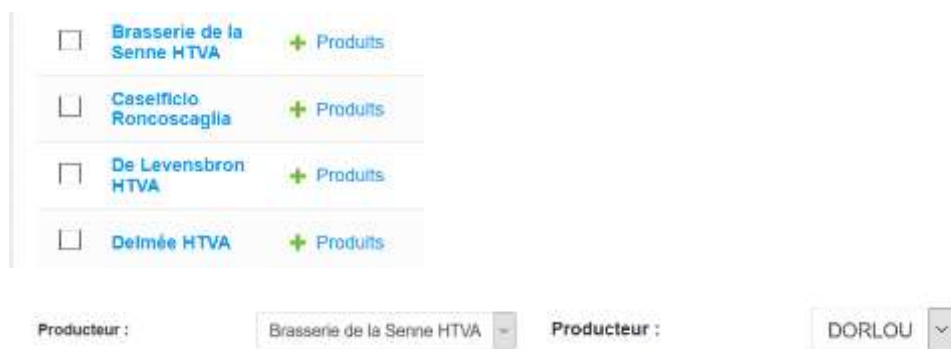 Brasserie de la
Senne HTVA
Produits
Caseificio
Roncoscaglia
Produits
De Levensbron
HTVA
Produits
Delmée HTVA
Produits
Producteur : Brasserie de la Senne HTVA Producteur : DORLOU